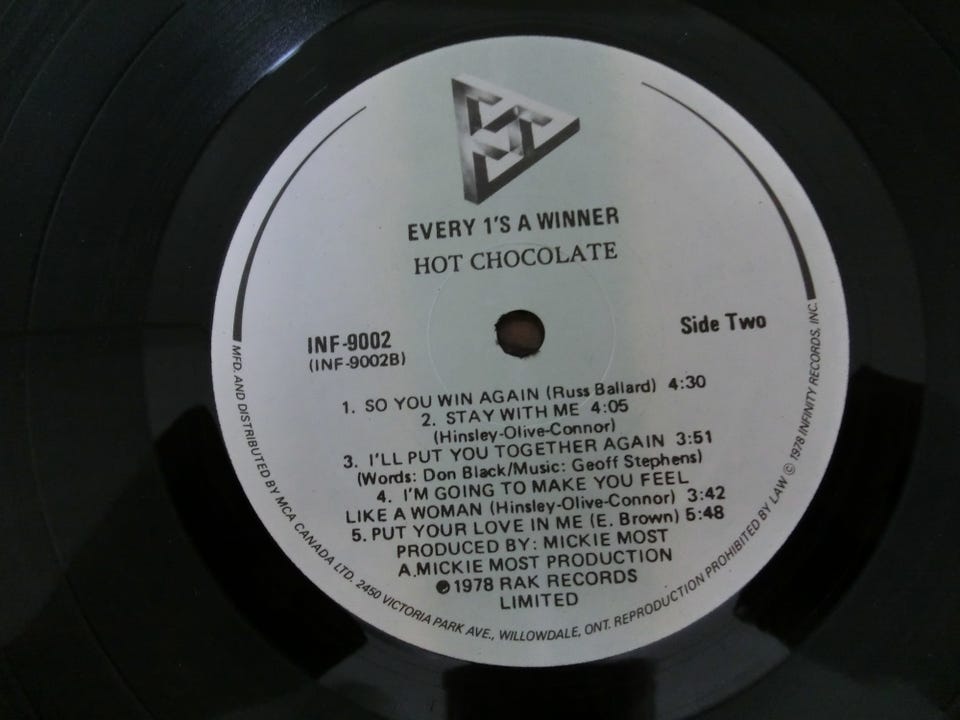 EVERY 1'S A WINNER
HOT CHOCOLATE
INF-9002
(INF-9002B)
Side Two
1. SO YOU WIN AGAIN (Russ Ballard) 4:30
2. STAY WITH ME 4:05
(Hinsley-Olive-Connor)
3. I'LL PUT YOU TOGETHER AGAIN 3:51
(Words: Don Black/Music: Geoff Stephens)
4. I'M GOING TO MAKE YOU FEEL
LIKE A WOMAN (Hinsley-Olive-Connor) 3:42
5. PUT YOUR LOVE IN ME (E. Brown) 5:48
PRODUCED BY: MICKIE MOST
A.MICKIE MOST PRODUCTION
℗1978 RAK RECORDS
LIMITED
MFD. AND DISTRIBUTED BY MCA CANADA LTD. 2450 VICTORIA PARK AVE., WILLOWDALE, ONT. REPRODUCTION PROHIBITED BY LAW © 1978 INFINITY RECORDS, INC.